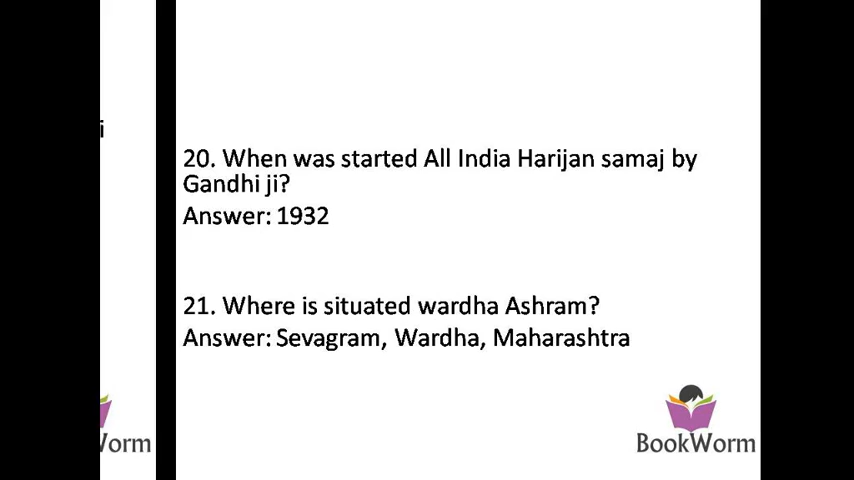 i
20. When was started All India Harijan samaj by
Gandhi ji?
Answer: 1932
21. Where is situated wardha Ashram?
Answer: Sevagram, Wardha, Maharashtra
Worm
BookWorm